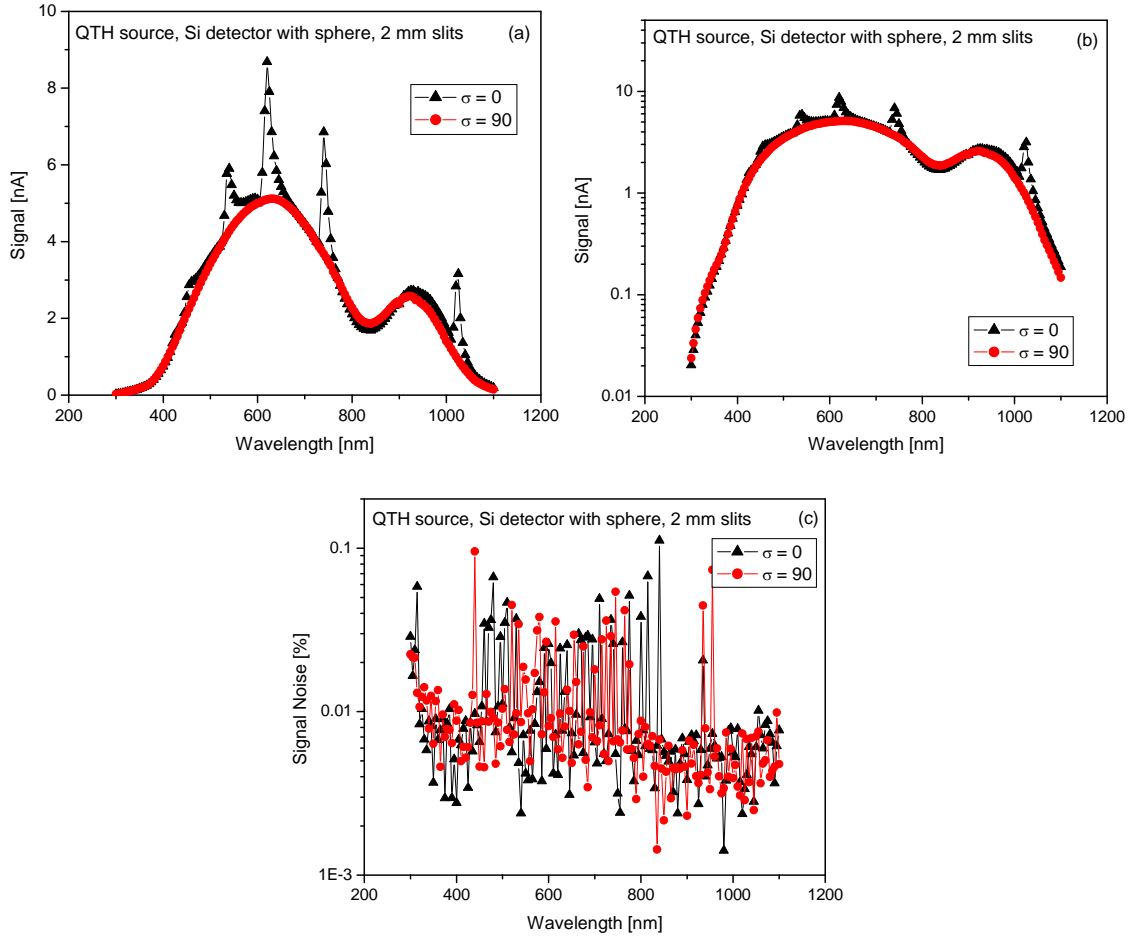 QTH source, Si detector with sphere, 2 mm slits
(a)
σ = 0
σ = 90
Signal [nA]
10
8
6
4
2
0
200 400 600 800 1000 1200
Wavelength [nm]
QTH source, Si detector with sphere, 2 mm slits
(b)
σ = 0
σ = 90
Signal [nA]
10
1
0.1
0.01
200 400 600 800 1000 1200
Wavelength [nm]
QTH source, Si detector with sphere, 2 mm slits
(c)
σ = 0
σ = 90
Signal Noise [%]
0.1
0.01
1E-3
200 400 600 800 1000 1200
Wavelength [nm]